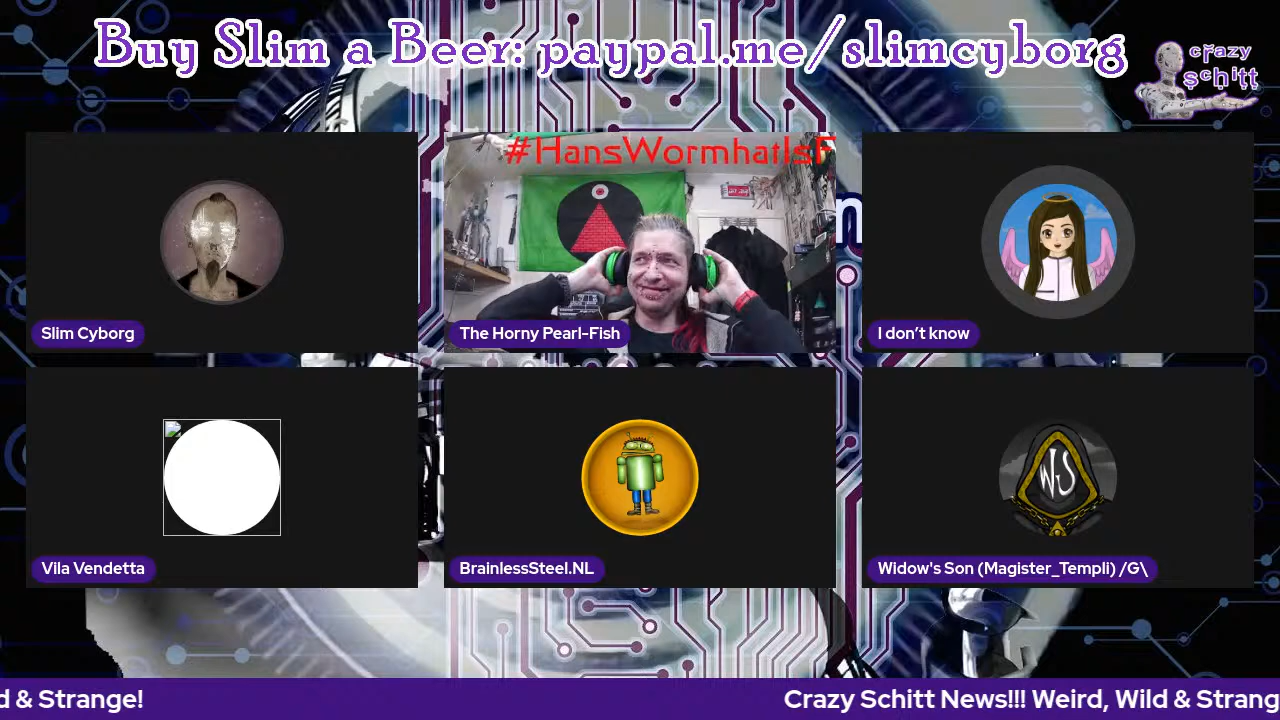 Buy Slim a Beer: paypal.me/slimcyborg
crazy
schitt
#HansWormhatIsF
Slim Cyborg
The Horny Pearl-Fish
I don't know
WS
Vila Vendetta
BrainlessSteel.NL
Widow's Son (Magister_Templi) /G\
d & Strange!
Crazy Schitt News!!! Weird, Wild & Strang